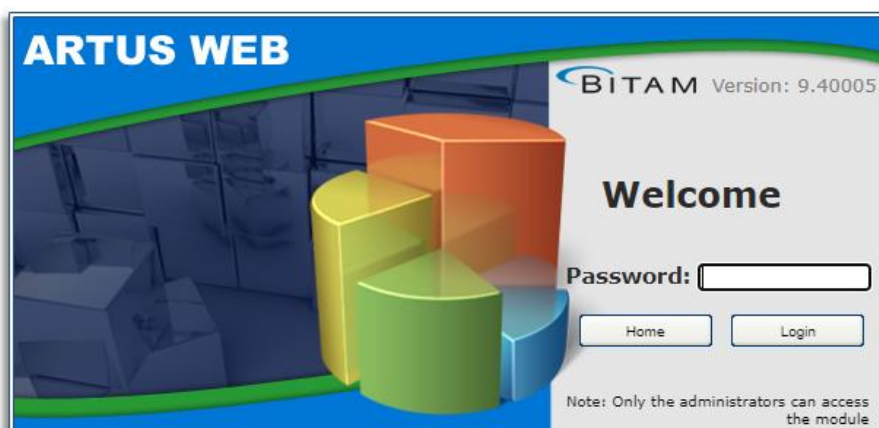 ARTUS WEB
BITAM Version: 9.40005
Welcome
Password:
Home Login
Note: Only the administrators can access
the module